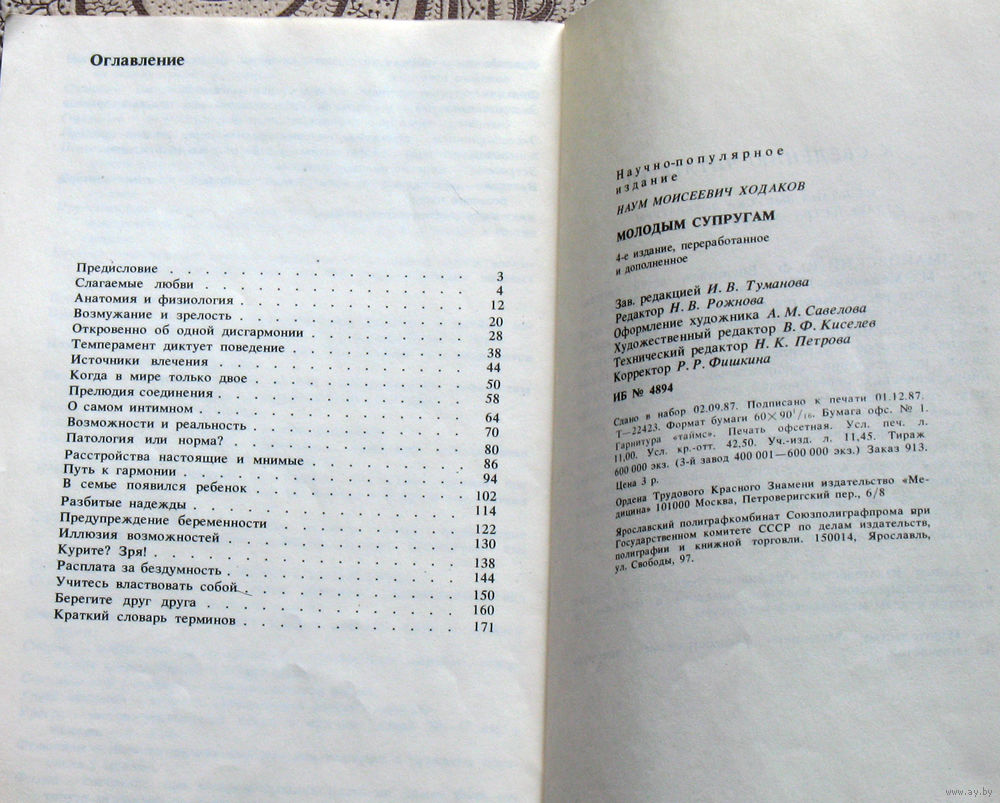 Оглавление
Предисловие . . . . . . . . . . . . 3
Слагаемые любви . . . . . . . . . . 4
Анатомия и физиология . . . . . . . . 12
Возмужание и зрелость . . . . . . . . 20
Откровенно об одной дисгармонии . . . . . 28
Темперамент диктует поведение . . . . . . 38
Источники влечения . . . . . . . . . 44
Когда в мире только двое . . . . . . . 50
Прелюдия соединения . . . . . . . . . 58
О самом интимном . . . . . . . . . . 64
Возможности и реальность . . . . . . . 70
Патология или норма? . . . . . . . . 80
Расстройства настоящие и мнимые . . . . . 86
Путь к гармонии . . . . . . . . . . 94
В семье появился ребенок . . . . . . . 102
Разбитые надежды . . . . . . . . . . 114
Предупреждение беременности . . . . . . 122
Иллюзия возможностей . . . . . . . . 130
Курите? Зря! . . . . . . . . . . . 138
Расплата за бездумность . . . . . . . . 144
Учитесь властвовать собой . . . . . . . 150
Берегите друг друга . . . . . . . . . 160
Краткий словарь терминов . . . . . . . 171
Научно-популярное
издание
НАУМ МОИСЕЕВИЧ ХОДАКОВ
МОЛОДЫМ СУПРУГАМ
4-е издание, переработанное
и дополненное
Зав. редакцией И. В. Туманова
Редактор Н. В. Рожнова
Оформление художника А. М. Савелова
Художественный редактор В. Ф. Киселев
Технический редактор Н. К. Петрова
Корректор Р. Р. Фишкина
ИБ № 4894
Сдано в набор 02.09.87. Подписано к печати 01.12.87.
Т—22423. Формат бумаги 60×90¹/₁₆. Бумага офс. № 1.
Гарнитура «таймс». Печать офсетная. Усл. печ. л.
11,00. Усл. кр.-отт. 42,50. Уч.-изд. л. 11,45. Тираж
600 000 экз. (3-й завод 400 001—600 000 экз.) Заказ 913.
Цена 3 р.
Ордена Трудового Красного Знамени издательство «Ме-
дицина» 101000 Москва, Петроверигский пер., 6/8
Ярославский полиграфкомбинат Союзполиграфпрома при
Государственном комитете СССР по делам издательств,
полиграфии и книжной торговли. 150014, Ярославль,
ул. Свободы, 97.
www.ay.by